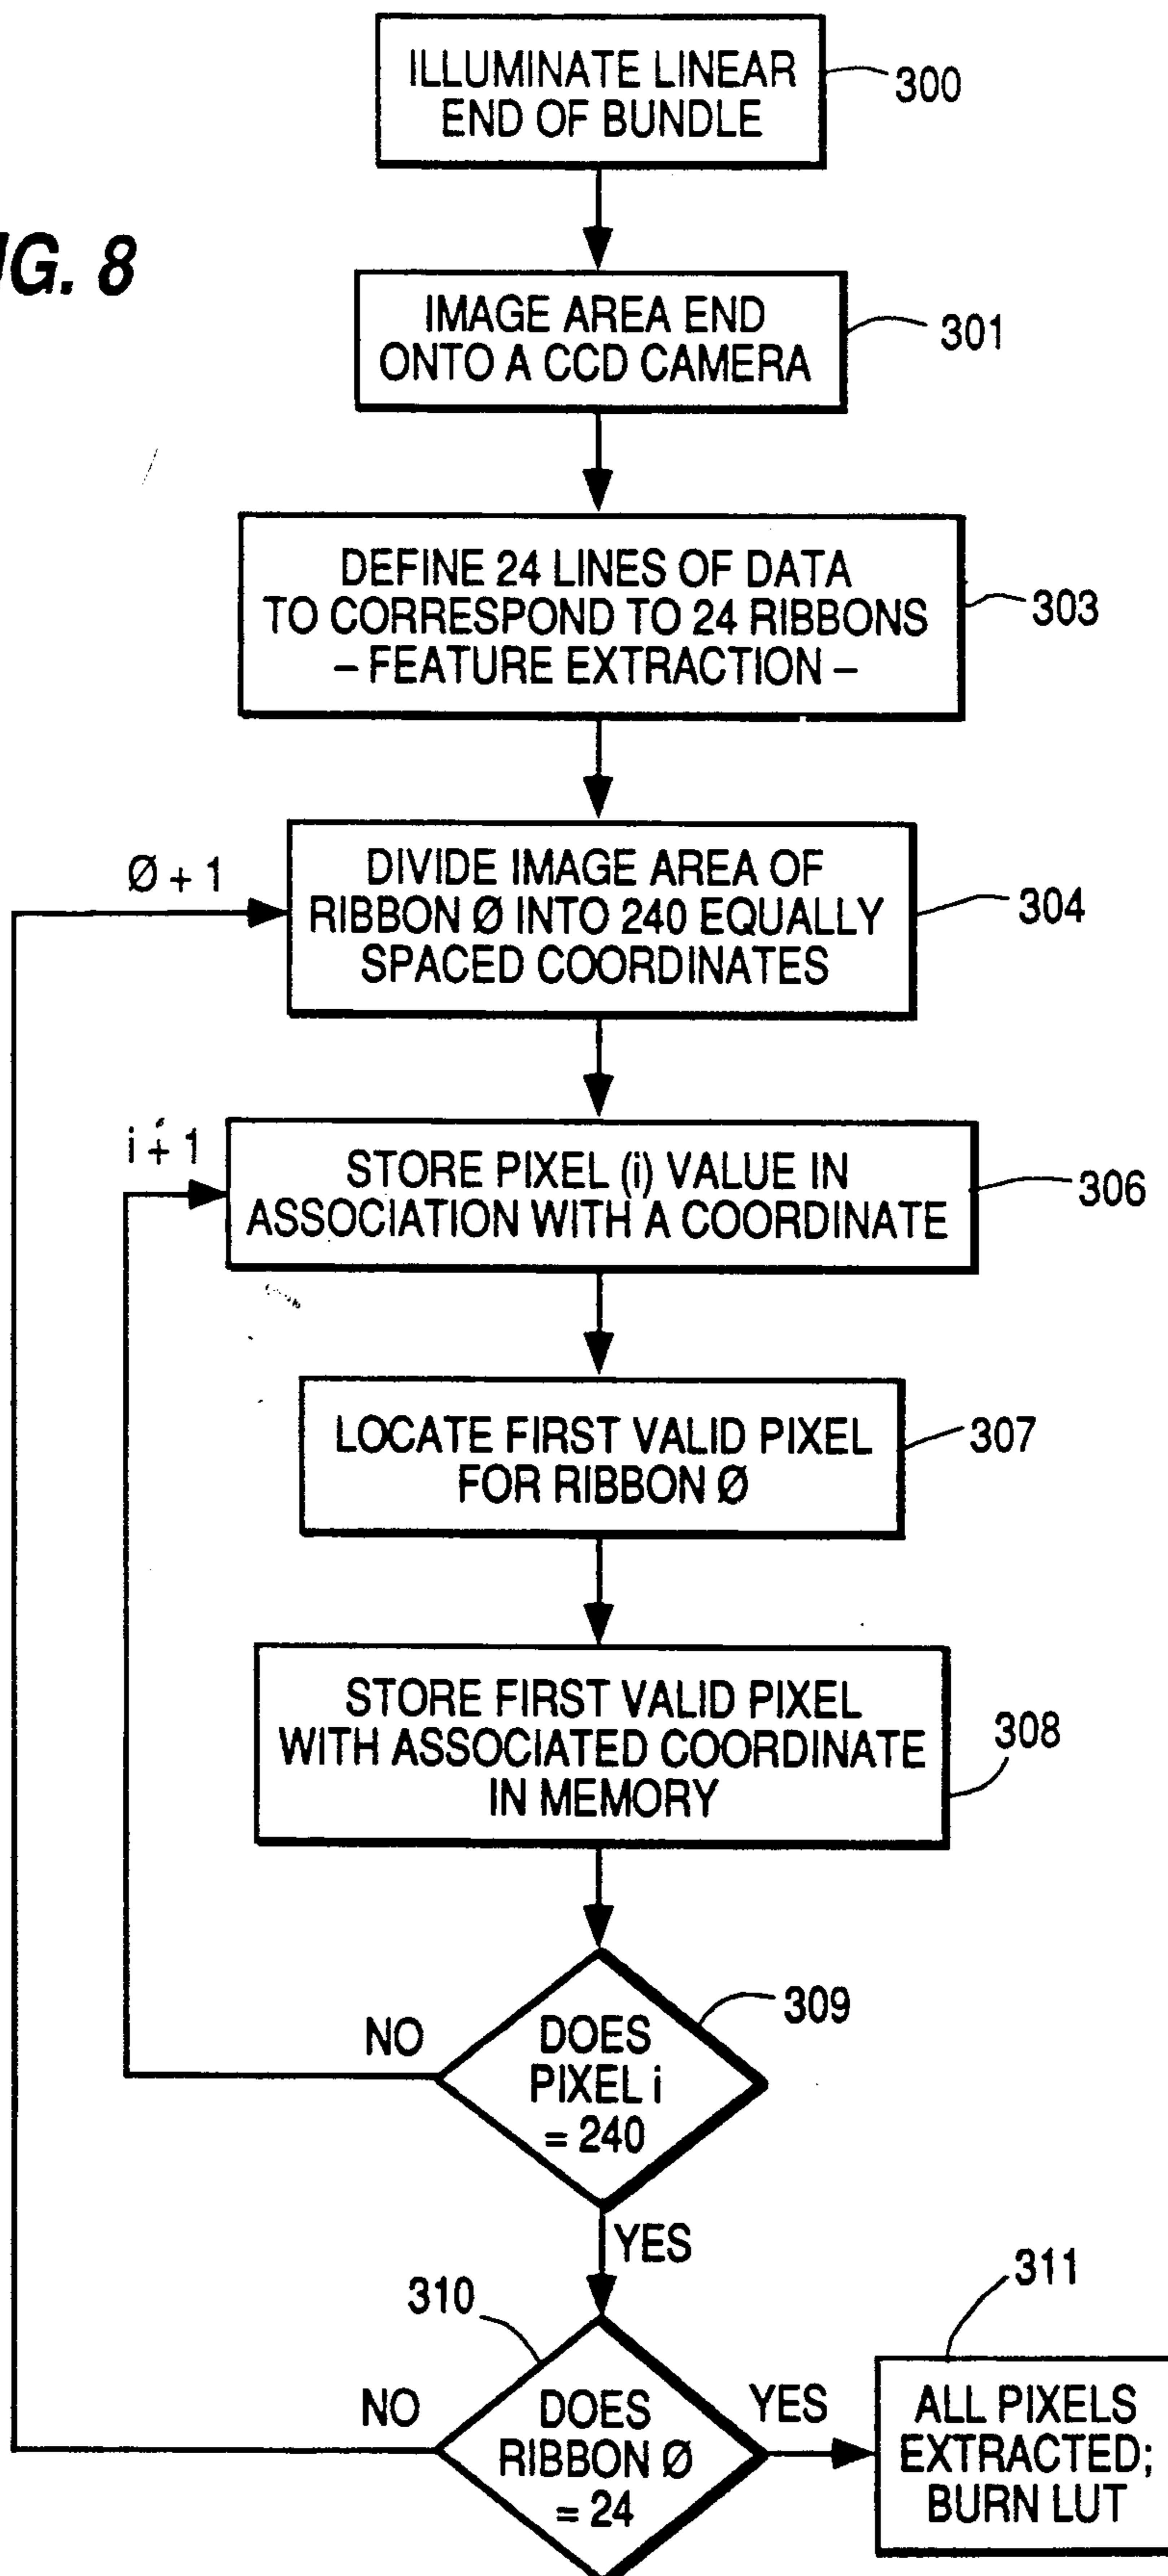 ILLUMINATE LINEAR
END OF BUNDLE
300
IG. 8
IMAGE AREA END
ONTO A CCD CAMERA
301
DEFINE 24 LINES OF DATA
TO CORRESPOND TO 24 RIBBONS
– FEATURE EXTRACTION –
303
Ø + 1
DIVIDE IMAGE AREA OF
RIBBON Ø INTO 240 EQUALLY
SPACED COORDINATES
304
i + 1
STORE PIXEL (i) VALUE IN
ASSOCIATION WITH A COORDINATE
306
LOCATE FIRST VALID PIXEL
FOR RIBBON Ø
307
STORE FIRST VALID PIXEL
WITH ASSOCIATED COORDINATE
IN MEMORY
308
NO
DOES
PIXEL i
= 240
309
YES
310
NO
DOES
RIBBON Ø
= 24
YES
311
ALL PIXELS
EXTRACTED;
BURN LUT